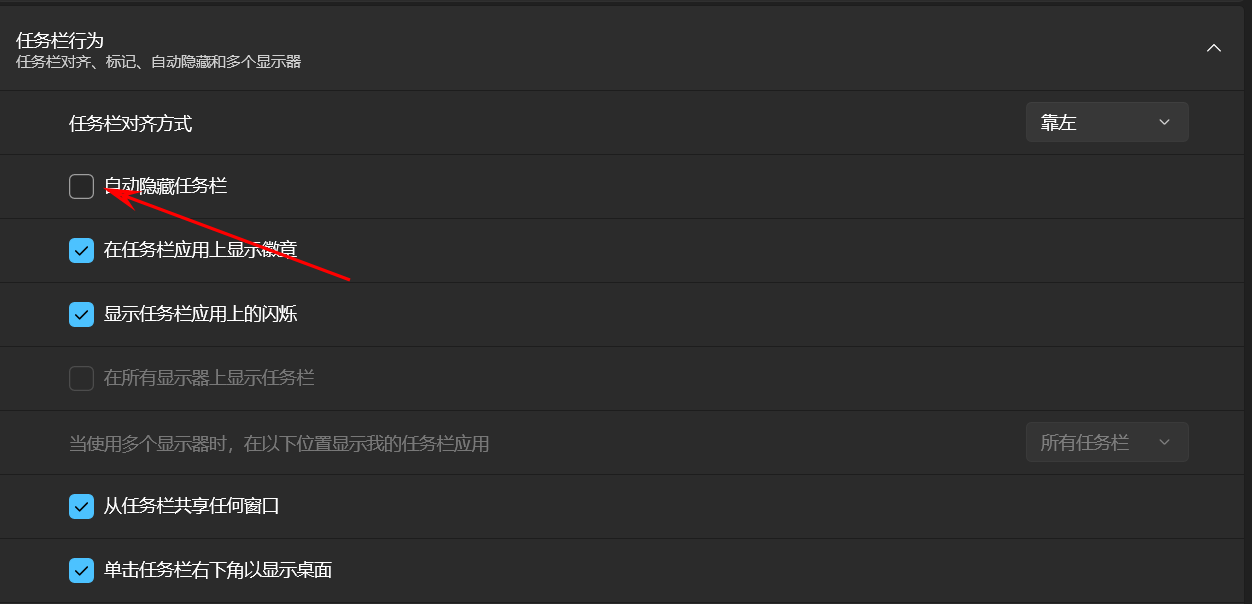 任务栏行为
任务栏对齐、标记、自动隐藏和多个显示器
任务栏对齐方式
靠左
自动隐藏任务栏
在任务栏应用上显示徽章
显示任务栏应用上的闪烁
在所有显示器上显示任务栏
当使用多个显示器时，在以下位置显示我的任务栏应用
所有任务栏
从任务栏共享任何窗口
单击任务栏右下角以显示桌面